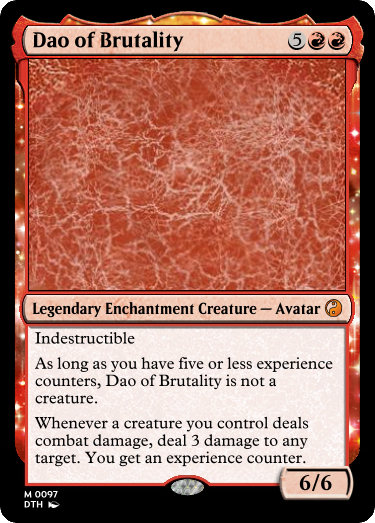 Dao of Brutality 5
Legendary Enchantment Creature — Avatar
Indestructible
As long as you have five or less experience
counters, Dao of Brutality is not a
creature.
Whenever a creature you control deals
combat damage, deal 3 damage to any
target. You get an experience counter.
6/6
M 0097
DTH